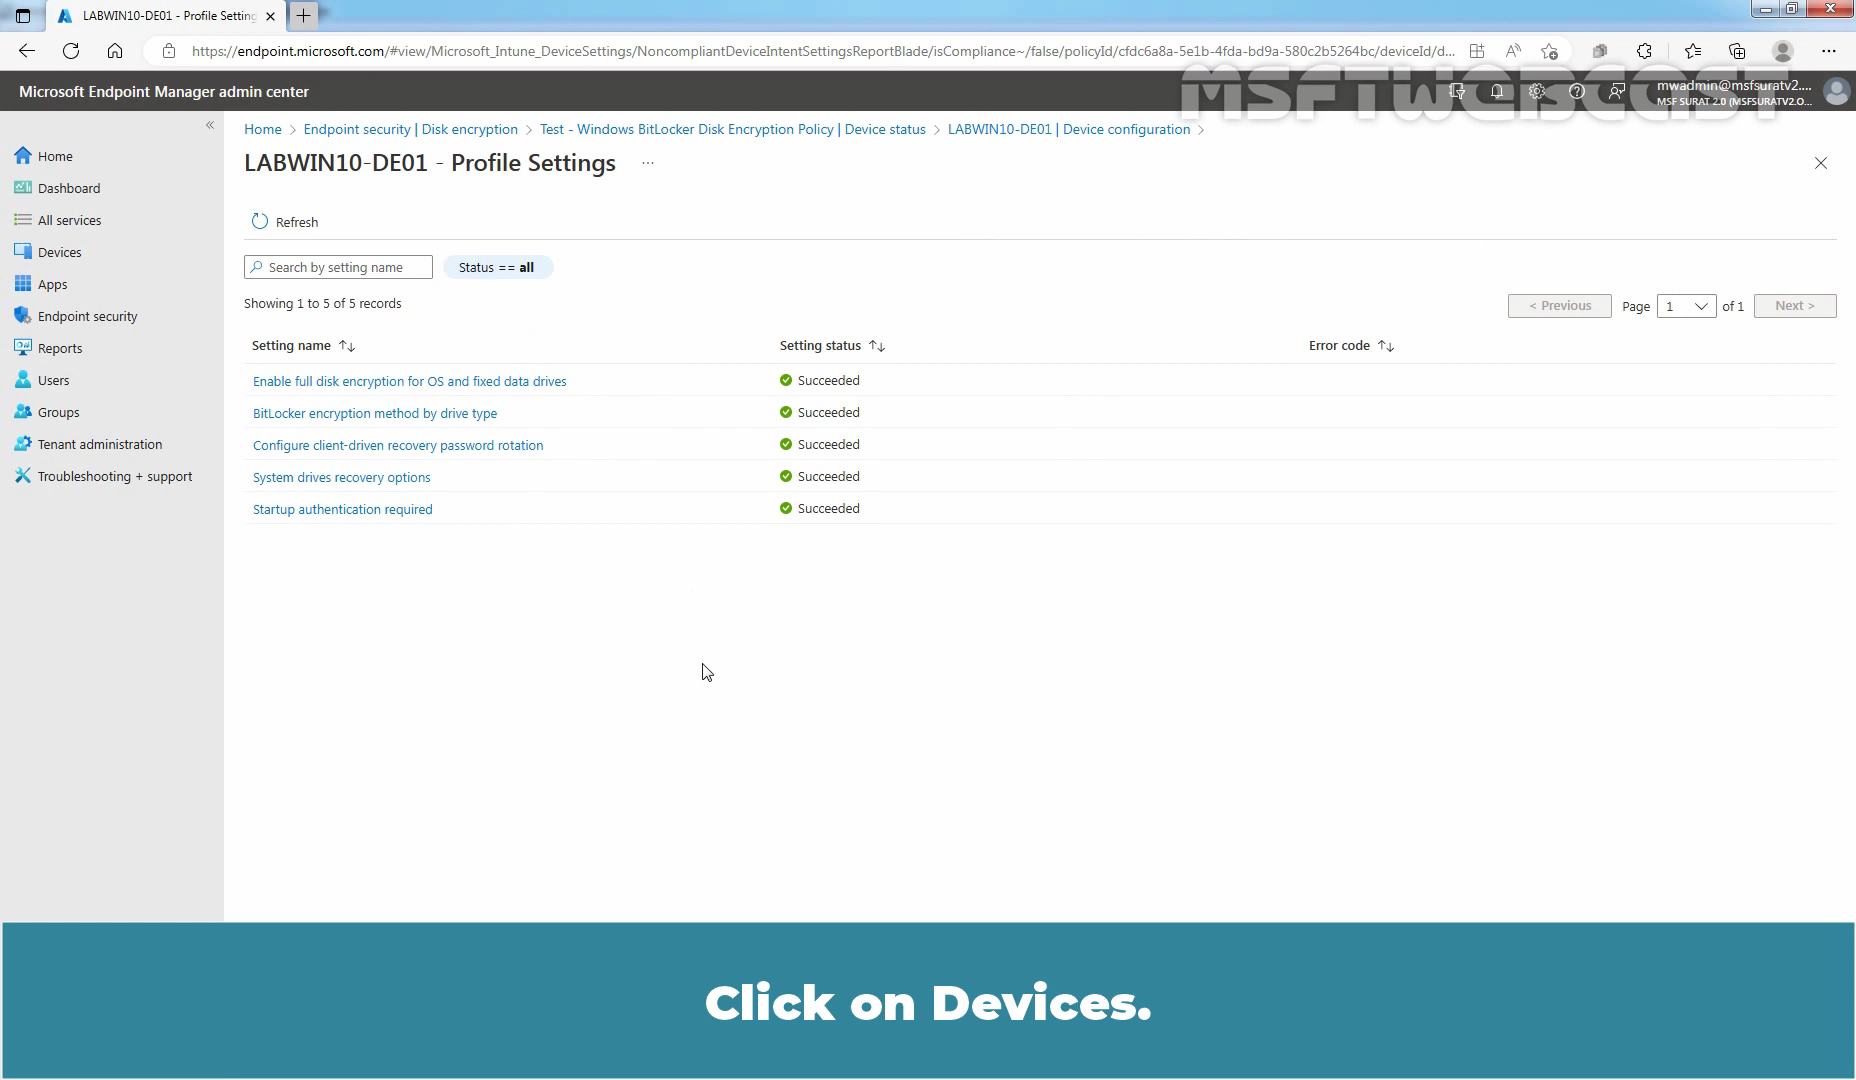 LABWIN10-DE01 - Profile Setting
https://endpoint.microsoft.com/#view/Microsoft_Intune_DeviceSettings/NoncompliantDeviceIntentSettingsReportBlade/isCompliance~/false/policyId/cfdc6a8a-5e1b-4fda-bd9a-580c2b5264bc/deviceId/d...
Microsoft Endpoint Manager admin center
MSFTWEBCAST
mwadmin@msfsuratv2....
MSF SURAT 2.0 (MSFSURATV2.O...
Home > Endpoint security | Disk encryption > Test - Windows BitLocker Disk Encryption Policy | Device status > LABWIN10-DE01 | Device configuration >
LABWIN10-DE01 - Profile Settings ...
Home
Dashboard
All services
Devices
Apps
Endpoint security
Reports
Users
Groups
Tenant administration
Troubleshooting + support
Refresh
Search by setting name
Status == all
Showing 1 to 5 of 5 records
< Previous Page 1 of 1 Next >
Setting name Setting status Error code
Enable full disk encryption for OS and fixed data drives Succeeded
BitLocker encryption method by drive type Succeeded
Configure client-driven recovery password rotation Succeeded
System drives recovery options Succeeded
Startup authentication required Succeeded
Click on Devices.